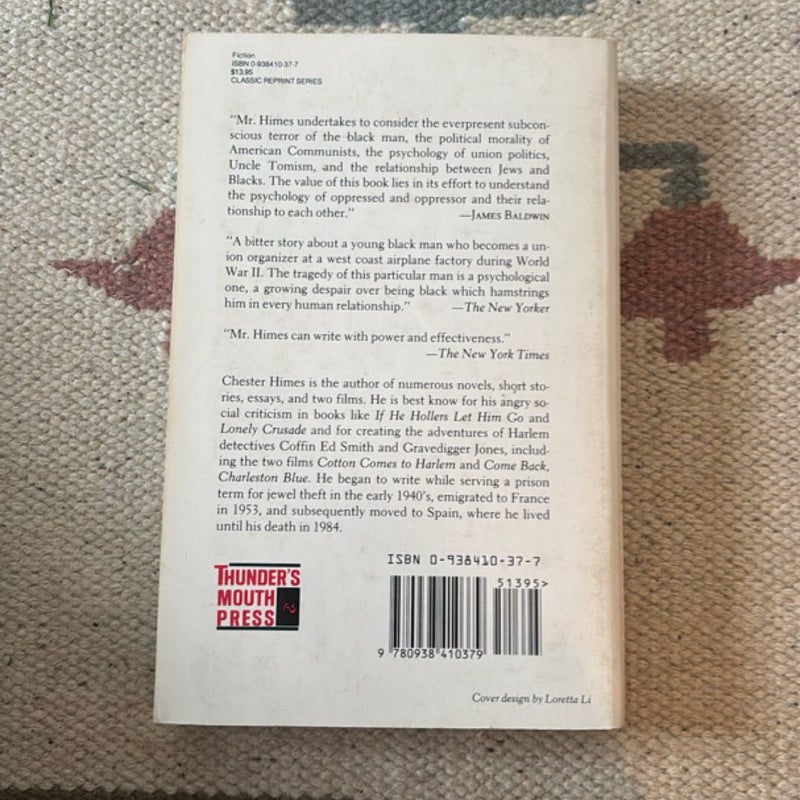 Fiction
ISBN 0-938410-37-7
$13.95
CLASSIC REPRINT SERIES
"Mr. Himes undertakes to consider the everpresent subcon-
scious terror of the black man, the political morality of
American Communists, the psychology of union politics,
Uncle Tomism, and the relationship between Jews and
Blacks. The value of this book lies in its effort to understand
the psychology of oppressed and oppressor and their rela-
tionship to each other." —JAMES BALDWIN
"A bitter story about a young black man who becomes a un-
ion organizer at a west coast airplane factory during World
War II. The tragedy of this particular man is a psychological
one, a growing despair over being black which hamstrings
him in every human relationship." —The New Yorker
"Mr. Himes can write with power and effectiveness."
—The New York Times
Chester Himes is the author of numerous novels, short sto-
ries, essays, and two films. He is best know for his angry so-
cial criticism in books like If He Hollers Let Him Go and
Lonely Crusade and for creating the adventures of Harlem
detectives Coffin Ed Smith and Gravedigger Jones, includ-
ing the two films Cotton Comes to Harlem and Come Back,
Charleston Blue. He began to write while serving a prison
term for jewel theft in the early 1940's, emigrated to France
in 1953, and subsequently moved to Spain, where he lived
until his death in 1984.
THUNDER'S
MOUTH
PRESS
ISBN 0-938410-37-7
51395>
9 780938 410379
Cover design by Loretta Li